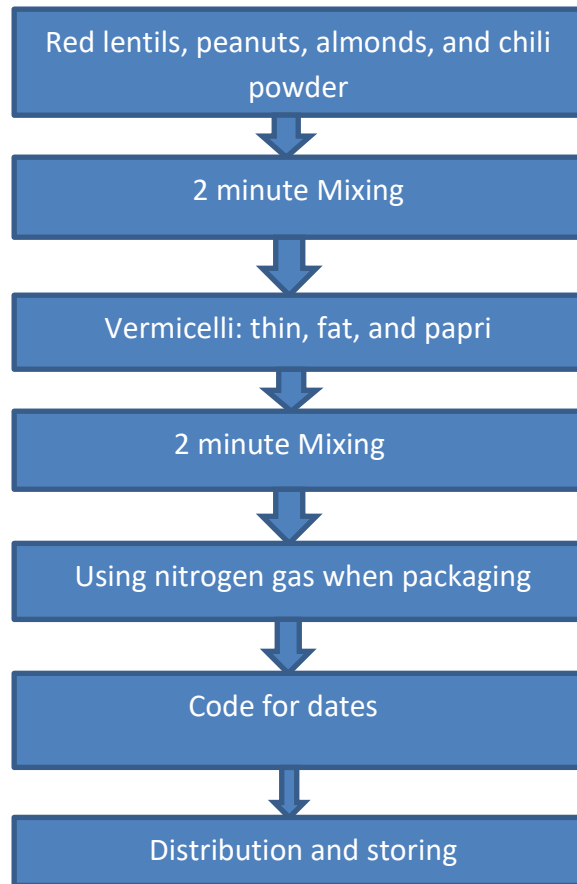 Red lentils, peanuts, almonds, and chili
powder
2 minute Mixing
Vermicelli: thin, fat, and papri
2 minute Mixing
Using nitrogen gas when packaging
Code for dates
Distribution and storing